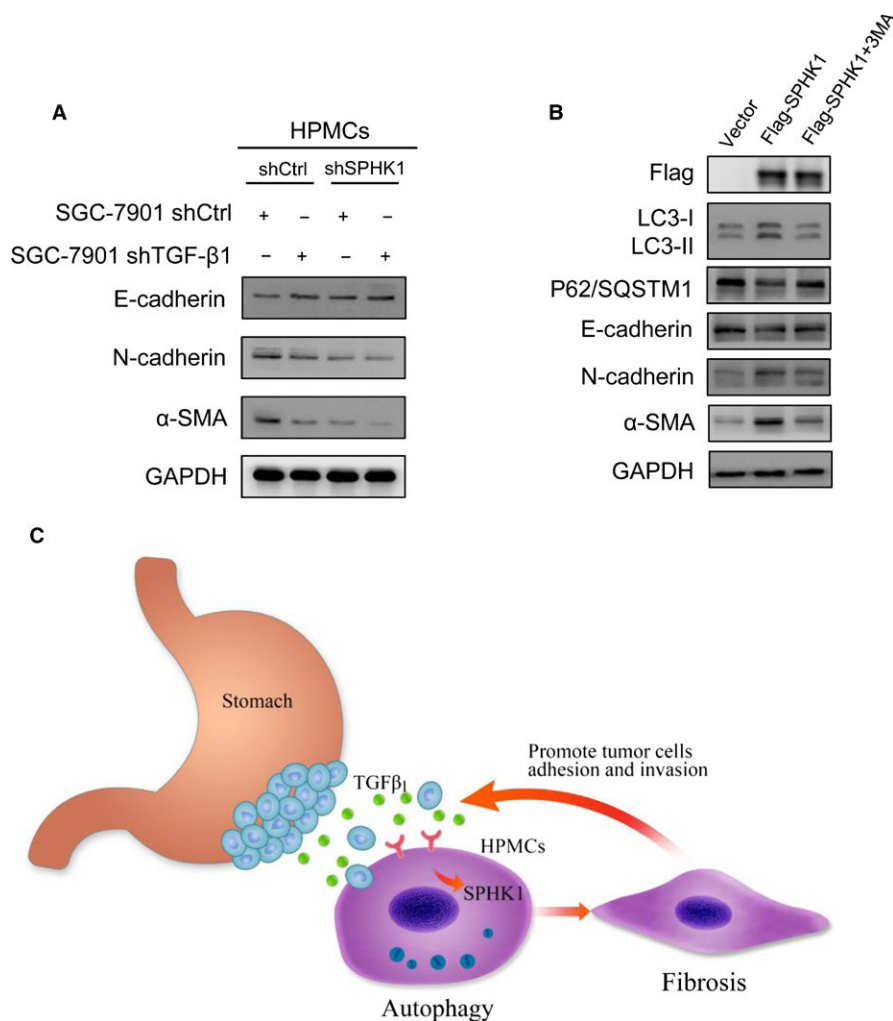 A
HPMCs
shCtrl shSPHK1
SGC-7901 shCtrl + – + –
SGC-7901 shTGF-β1 – + – +
E-cadherin
N-cadherin
α-SMA
GAPDH
B
Vector
Flag-SPHK1
Flag-SPHK1+3MA
Flag
LC3-I
LC3-II
P62/SQSTM1
E-cadherin
N-cadherin
α-SMA
GAPDH
C
Stomach
TGFβ1
Promote tumor cells
adhesion and invasion
HPMCs
SPHK1
Autophagy
Fibrosis